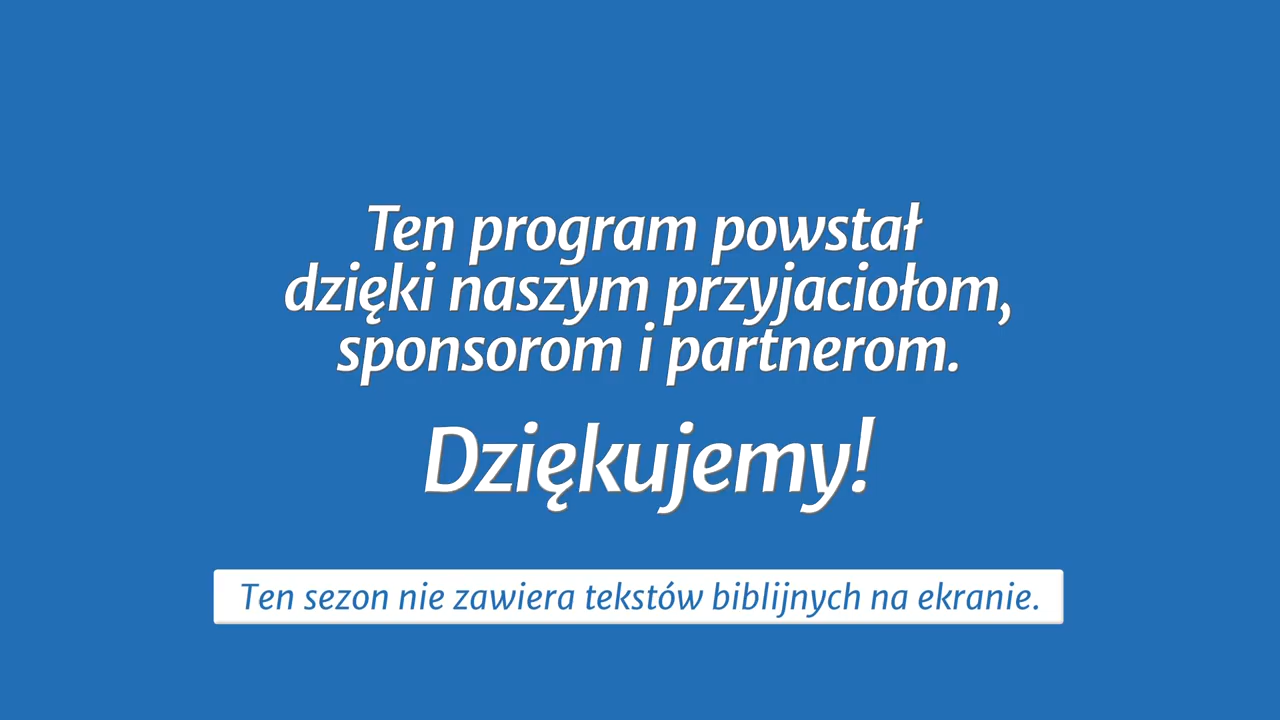 Ten program powstał
dzięki naszym przyjaciołom,
sponsorom i partnerom.
Dziękujemy!
Ten sezon nie zawiera tekstów biblijnych na ekranie.